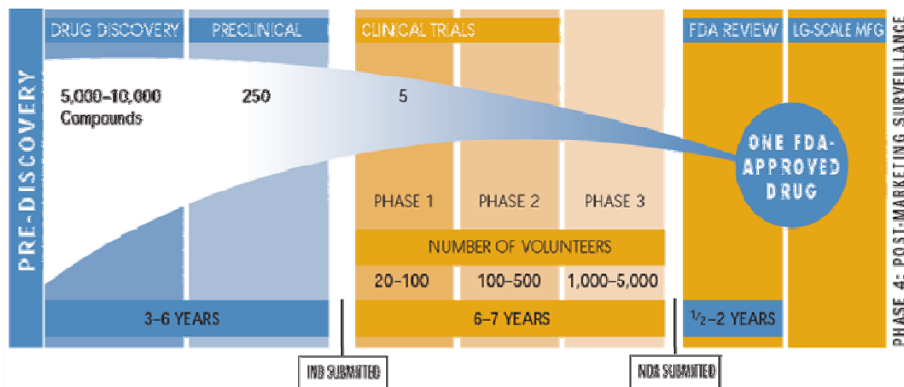 PRE-DISCOVERY
DRUG DISCOVERY
PRECLINICAL
CLINICAL TRIALS
FDA REVIEW
LG-SCALE MFG
5,000–10,000
Compounds
250
5
ONE FDA-
APPROVED
DRUG
PHASE 1
PHASE 2
PHASE 3
NUMBER OF VOLUNTEERS
20–100
100–500
1,000–5,000
3–6 YEARS
6–7 YEARS
1/2–2 YEARS
IND SUBMITTED
NDA SUBMITTED
PHASE 4: POST-MARKETING SURVEILLANCE